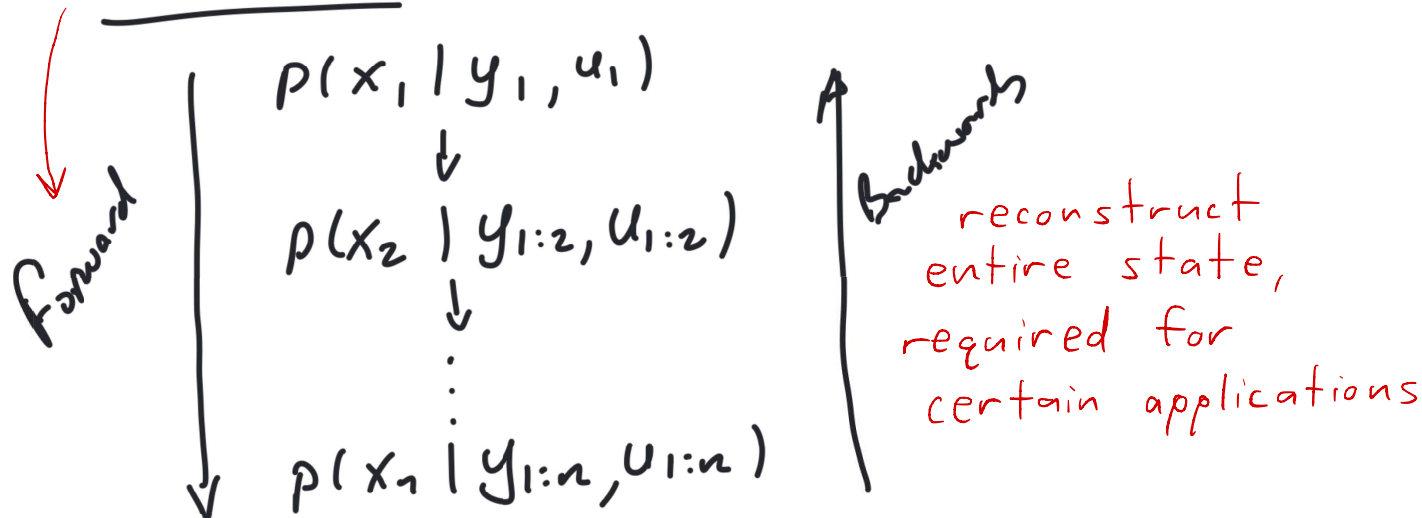 p(x₁ | y₁, u₁)
↓
Forward
p(x₂ | y₁:₂, u₁:₂)
↓
⋮
p(xₙ | y₁:ₙ, u₁:ₙ)
Backwards
reconstruct
entire state,
required for
certain applications